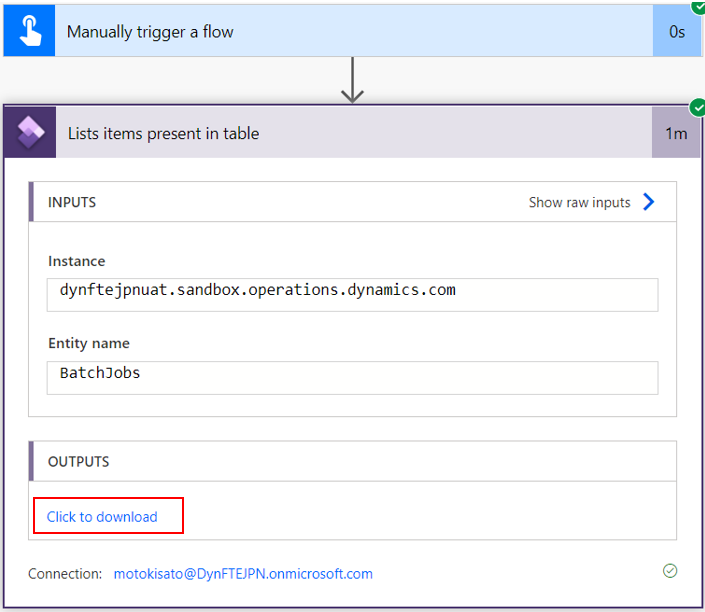 Manually trigger a flow
0s
Lists items present in table
1m
INPUTS
Show raw inputs
Instance
dynftejpnuat.sandbox.operations.dynamics.com
Entity name
BatchJobs
OUTPUTS
Click to download
Connection: motokisato@DynFTEJPN.onmicrosoft.com